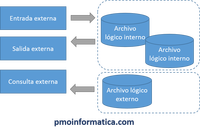 Entrada externa
Archivo
lógico interno
Salida externa
Archivo
lógico interno
Consulta externa
Archivo
lógico
externo
pmoinformatica.com